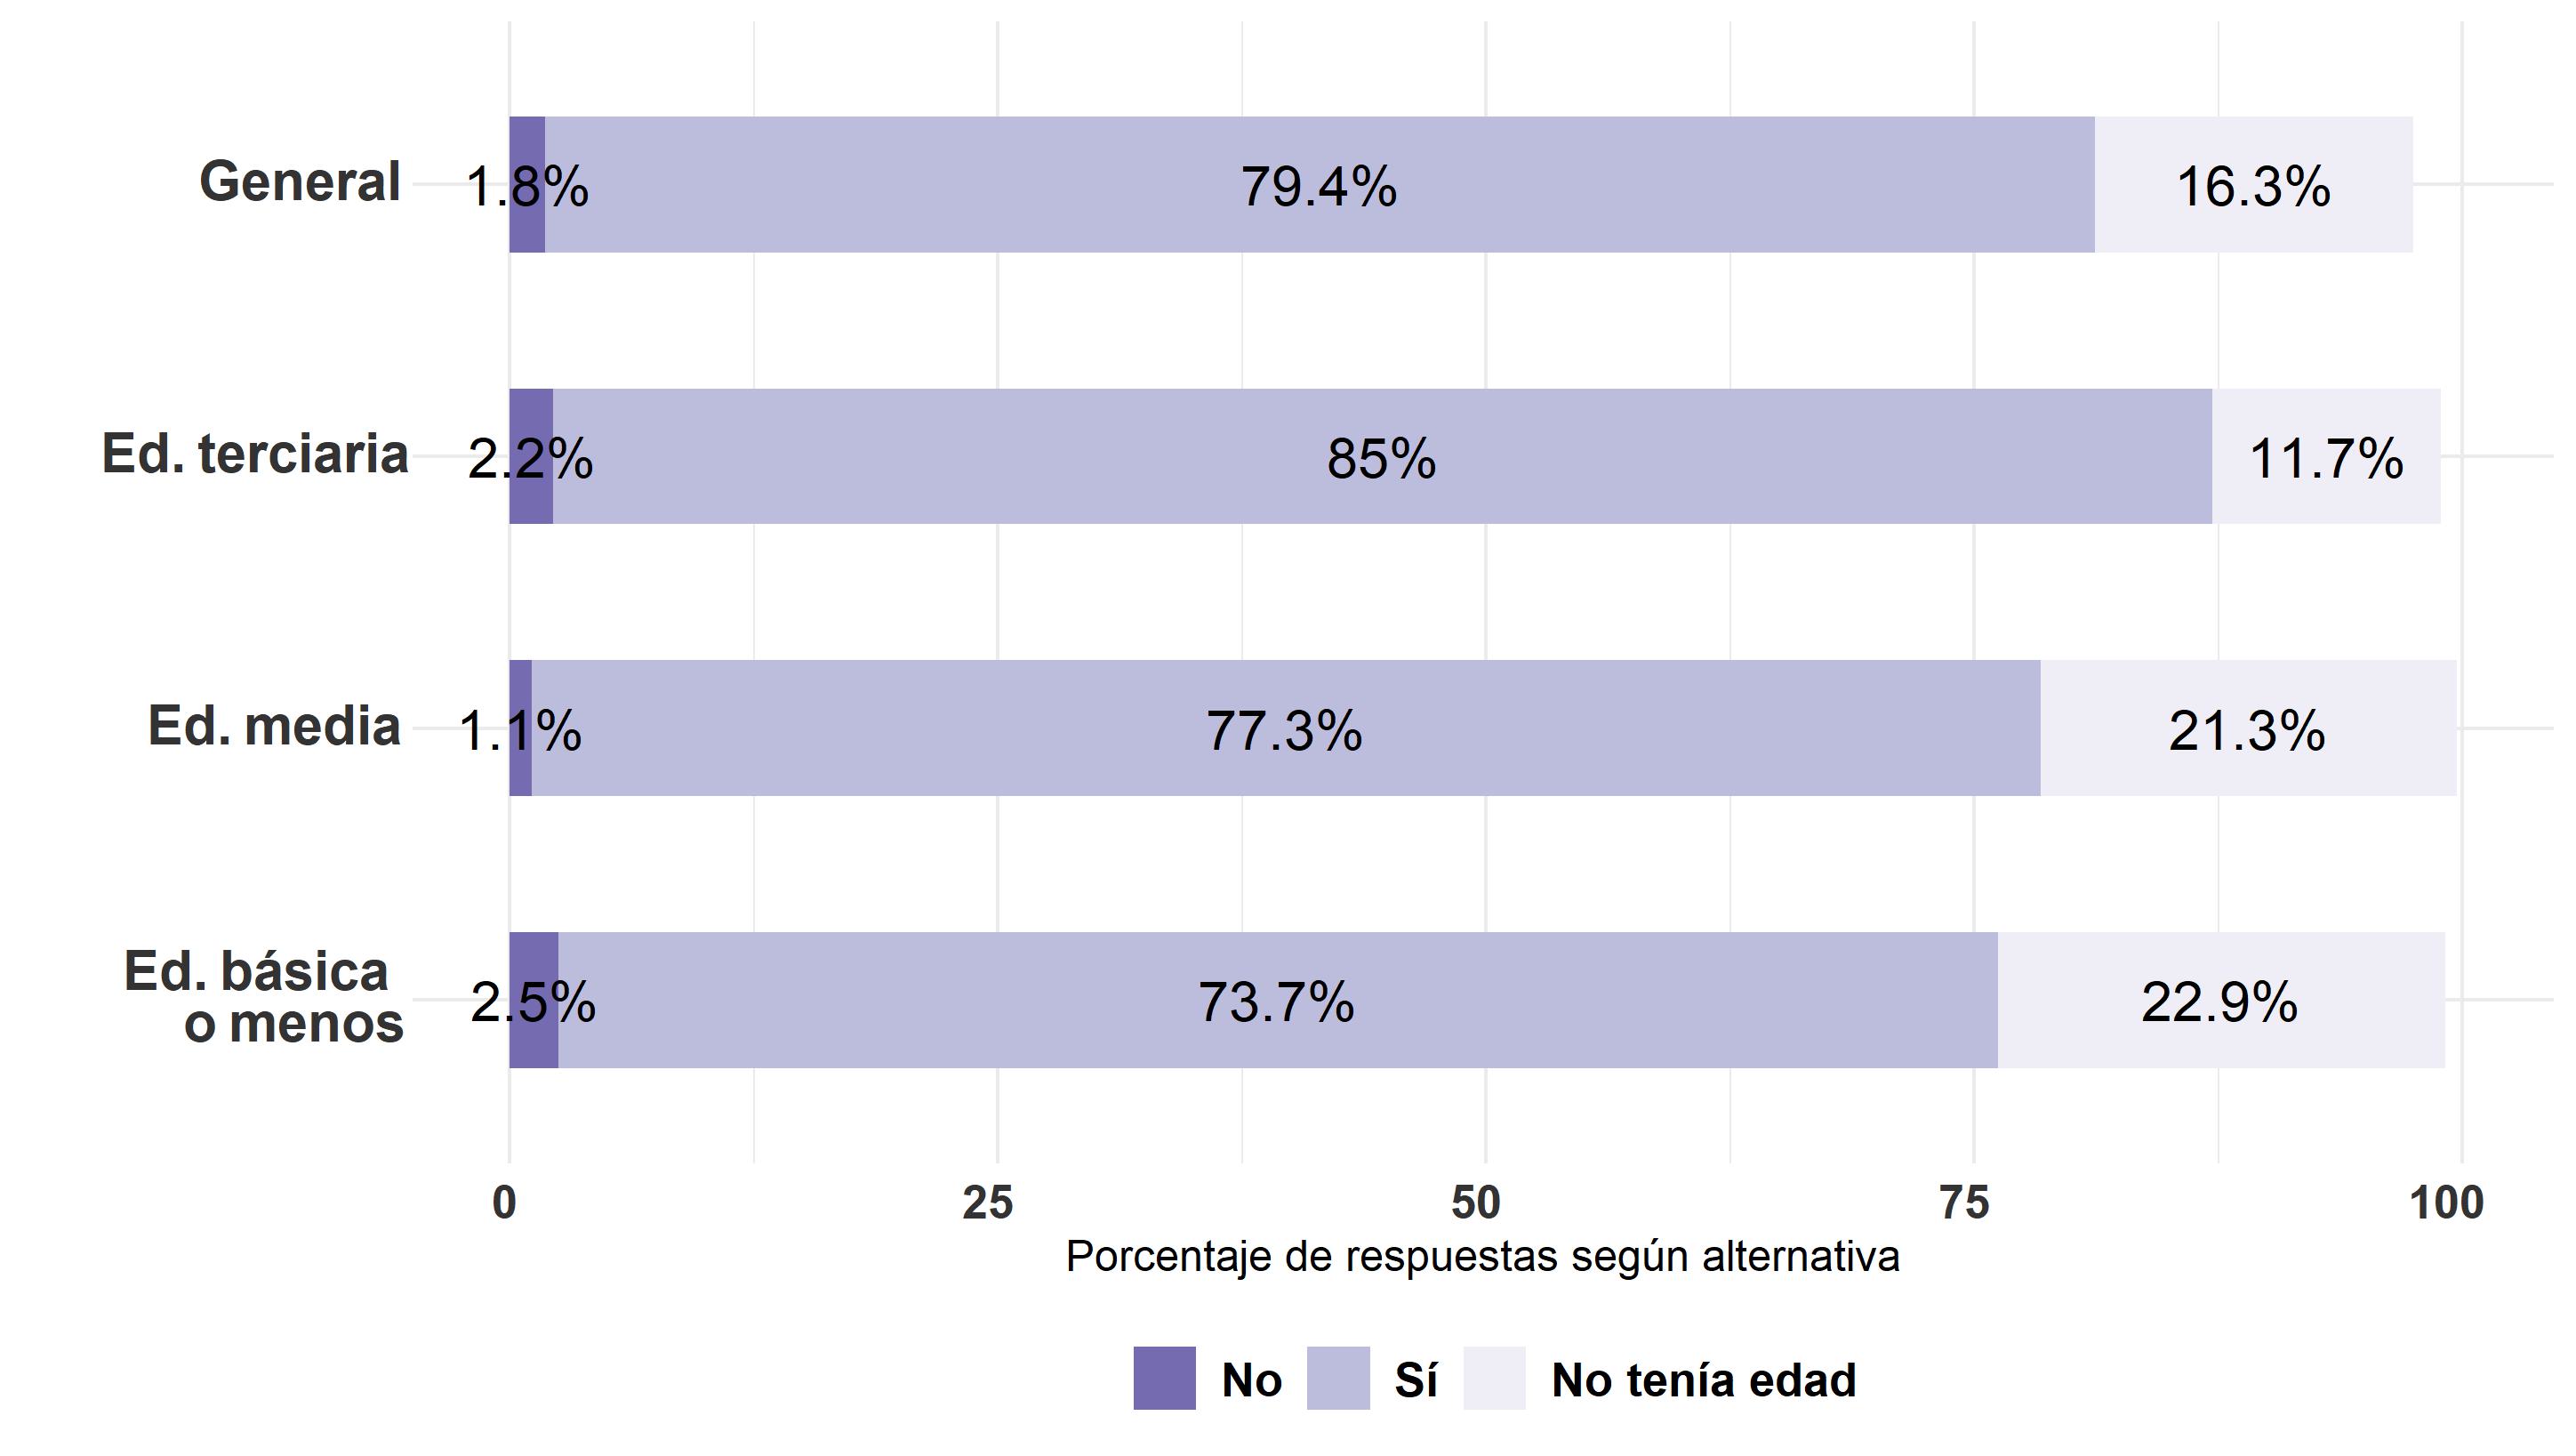 General
1.8%
79.4%
16.3%
Ed. terciaria
2.2%
85%
11.7%
Ed. media
1.1%
77.3%
21.3%
Ed. básica
o menos
2.5%
73.7%
22.9%
0 25 50 75 100
Porcentaje de respuestas según alternativa
No Sí No tenía edad